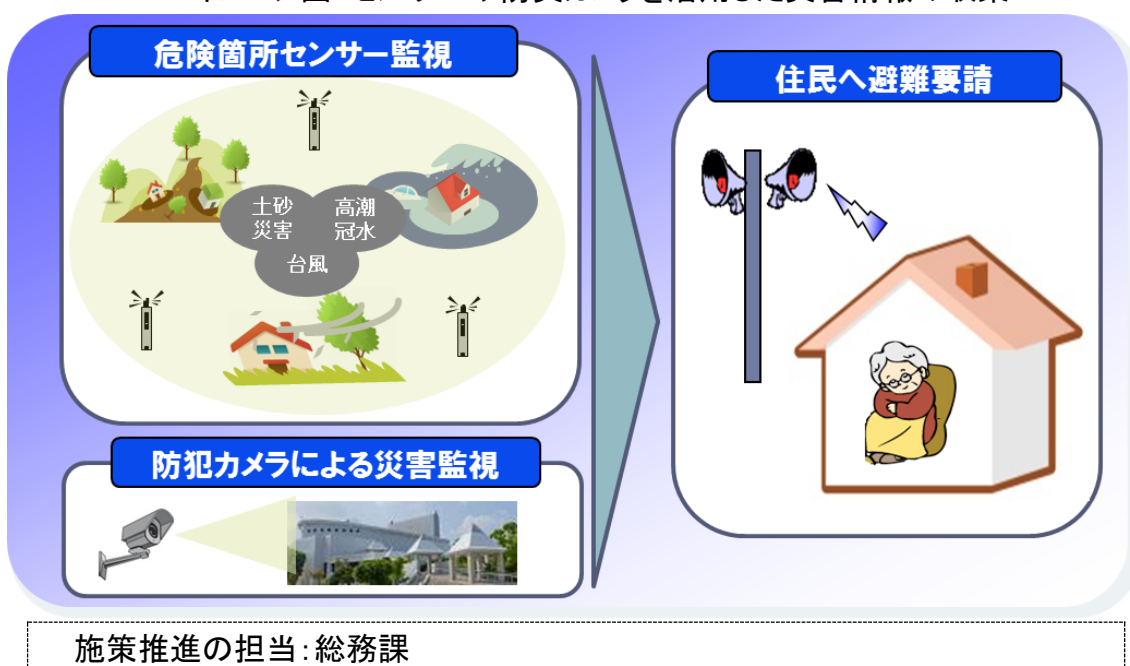 危険箇所センサー監視
住民へ避難要請
土砂
災害
高潮
冠水
台風
防犯カメラによる災害監視
施策推進の担当：総務課